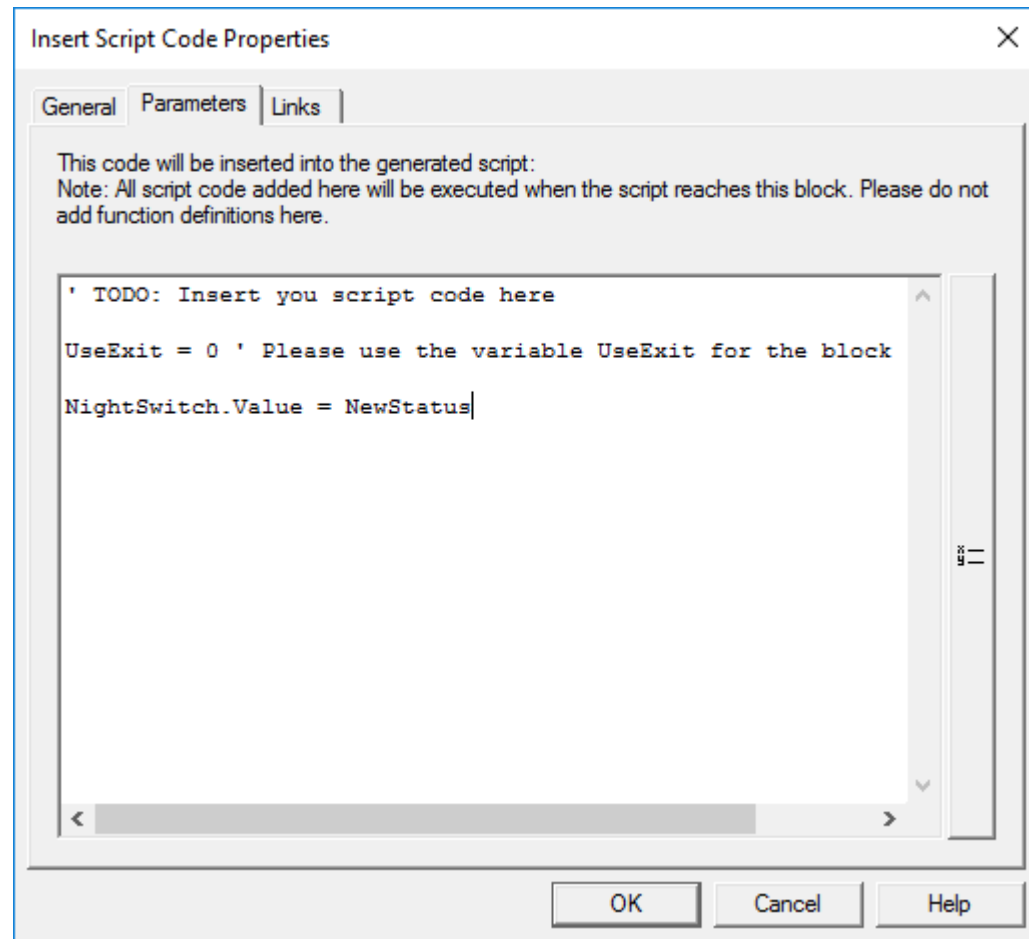 Insert Script Code Properties
General Parameters Links
This code will be inserted into the generated script:
Note: All script code added here will be executed when the script reaches this block. Please do not
add function definitions here.
' TODO: Insert you script code here
UseExit = 0 ' Please use the variable UseExit for the block
NightSwitch.Value = NewStatus
x
y
OK Cancel Help